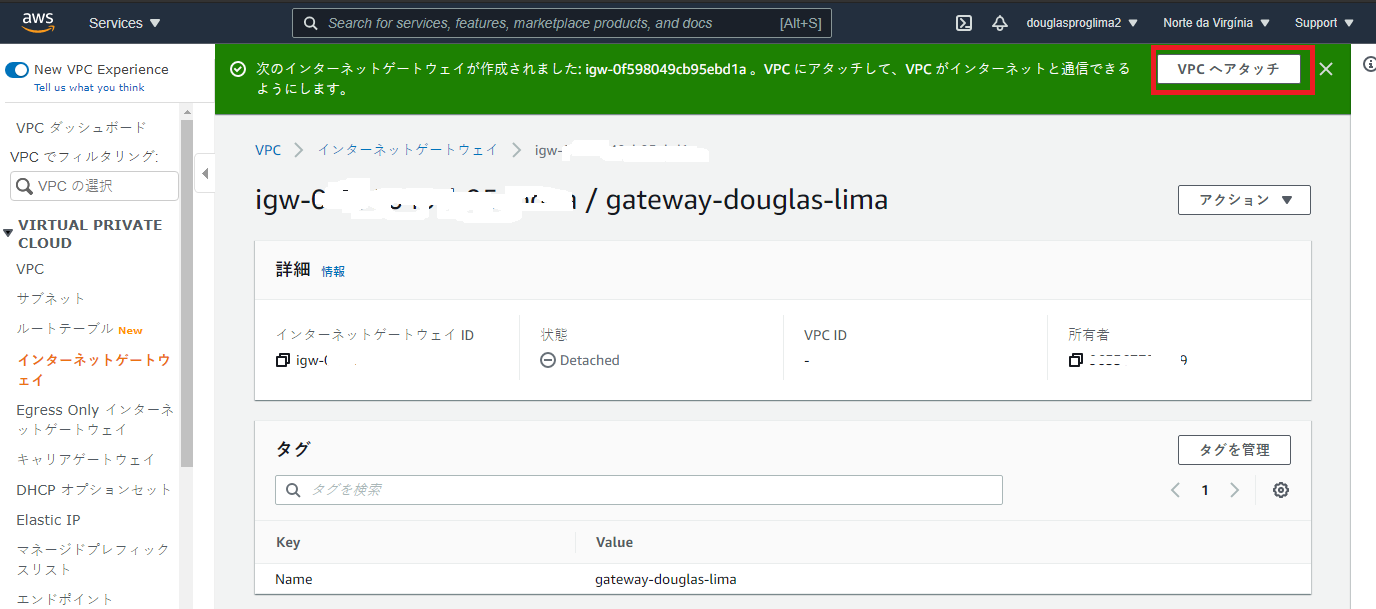 aws
Services
Search for services, features, marketplace products, and docs
[Alt+S]
douglasproglima2
Norte da Virgínia
Support
New VPC Experience
Tell us what you think
VPC ダッシュボード
VPC でフィルタリング:
VPC の選択
VIRTUAL PRIVATE
CLOUD
VPC
サブネット
ルートテーブル New
インターネットゲートウ
ェイ
Egress Only インターネ
ットゲートウェイ
キャリアゲートウェイ
DHCP オプションセット
Elastic IP
マネージドプレフィック
スリスト
エンドポイント
次のインターネットゲートウェイが作成されました: igw-0f598049cb95ebd1a 。VPC にアタッチして、VPC がインターネットと通信できる
ようにします。
VPC へアタッチ
VPC
インターネットゲートウェイ
igw-
igw-0 / gateway-douglas-lima
アクション
詳細 情報
インターネットゲートウェイ ID
igw-
状態
Detached
VPC ID
-
所有者
9
タグ
タグを管理
タグを検索
1
Key
Value
Name
gateway-douglas-lima